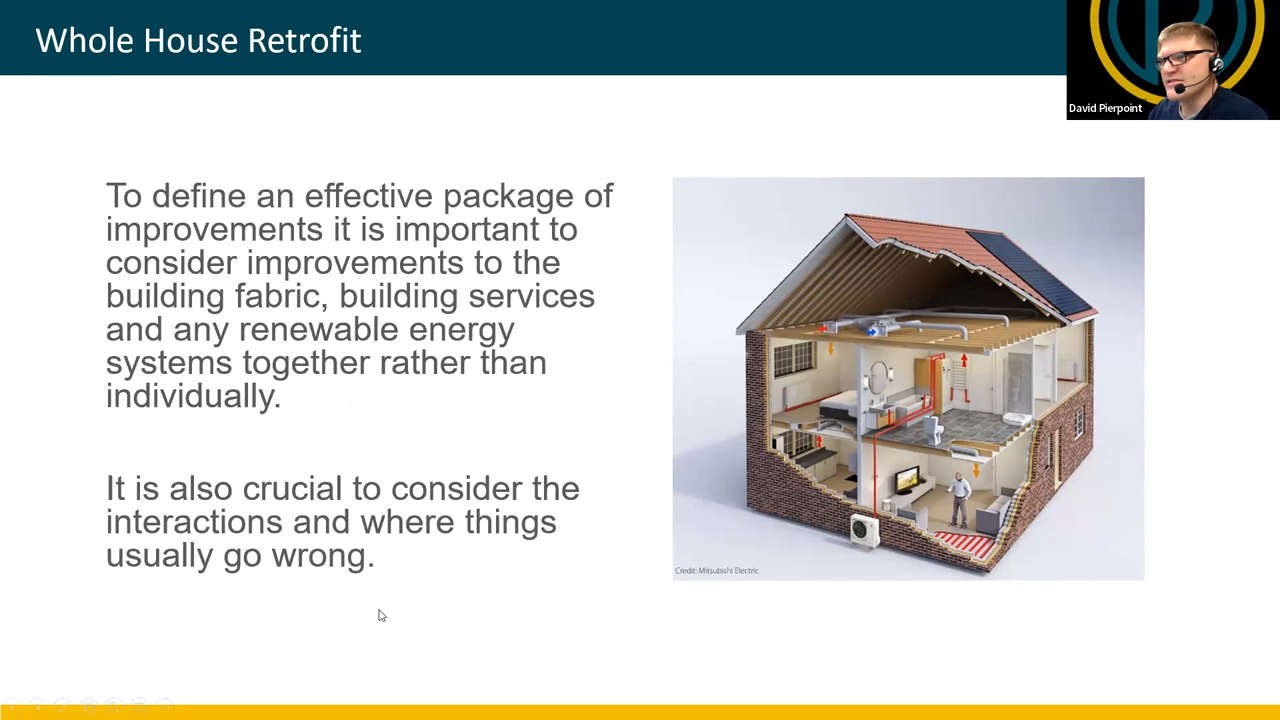 Whole House Retrofit
David Pierpoint
To define an effective package of
improvements it is important to
consider improvements to the
building fabric, building services
and any renewable energy
systems together rather than
individually.
It is also crucial to consider the
interactions and where things
usually go wrong.
Credit: Mitsubishi Electric